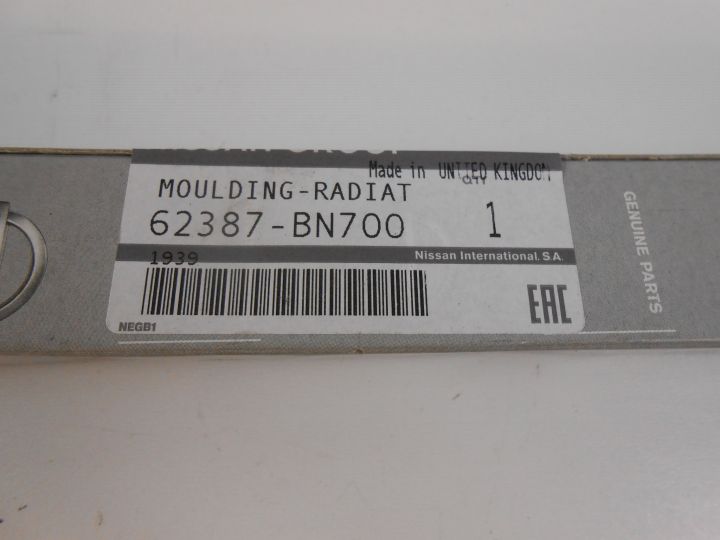 Made in UNITED KINGDOM
QTY
MOULDING-RADIAT
62387-BN700
1
1939
Nissan International. S.A.
NEGB1
EAC
GENUINE PARTS